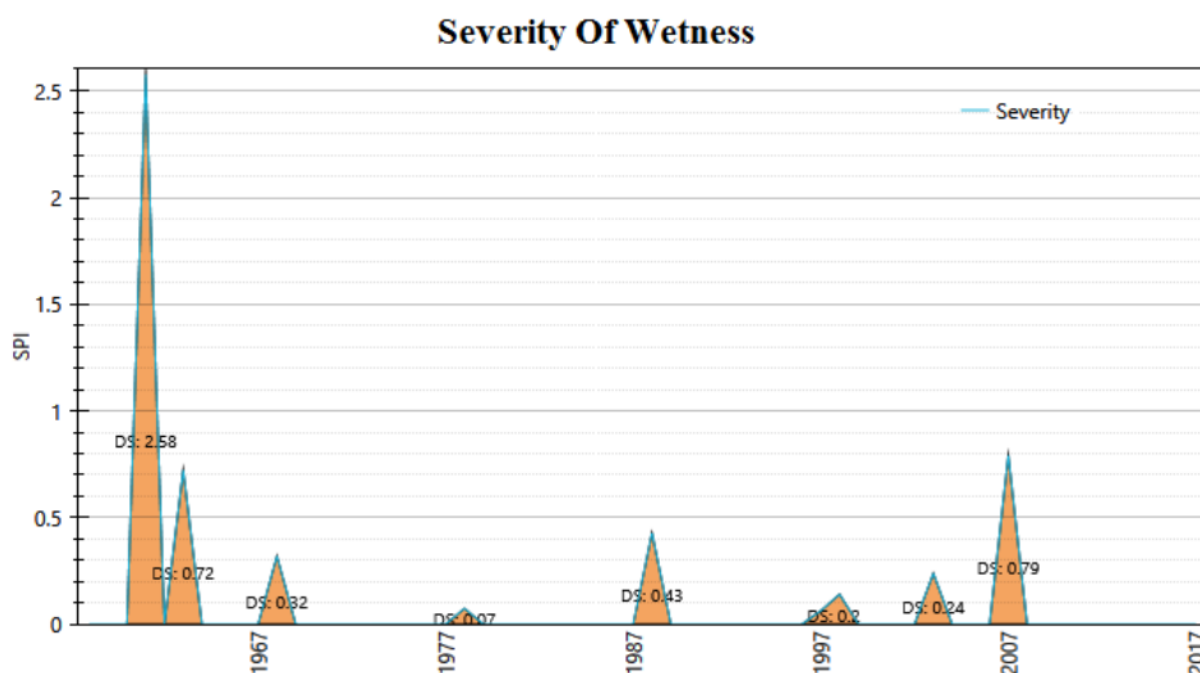 Severity Of Wetness
2.5
Severity
2
1.5
SPI
1
DS: 2.58
DS: 0.72
DS: 0.79
0.5
DS: 0.32
DS: 0.43
DS: 0.24
DS: 0.07
DS: 0.2
0
1967
1977
1987
1997
2007
2017